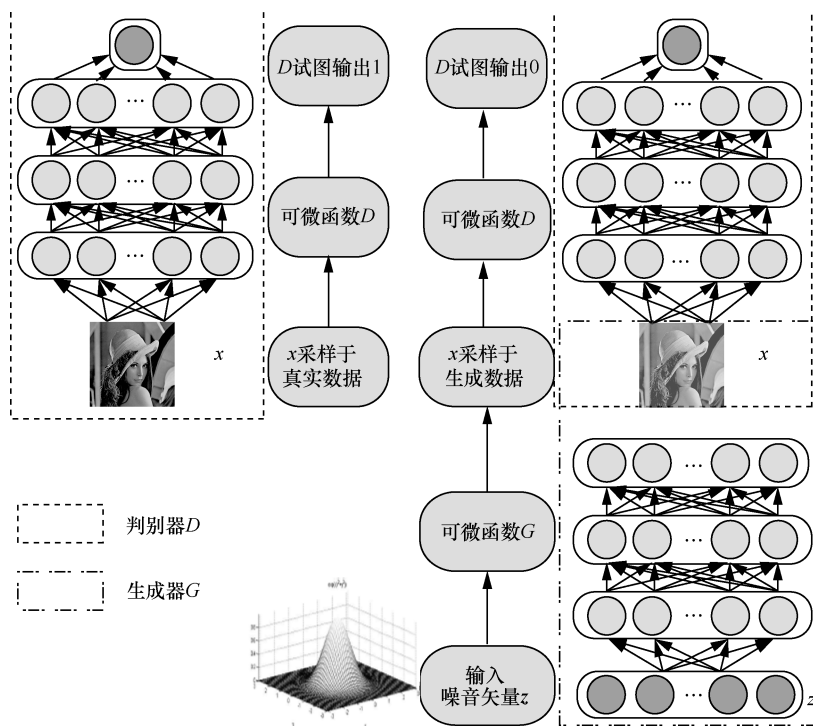 D试图输出1
D试图输出0
可微函数D
可微函数D
x
x采样于
真实数据
x采样于
生成数据
x
判别器D
可微函数G
生成器G
输入
噪音矢量z
z